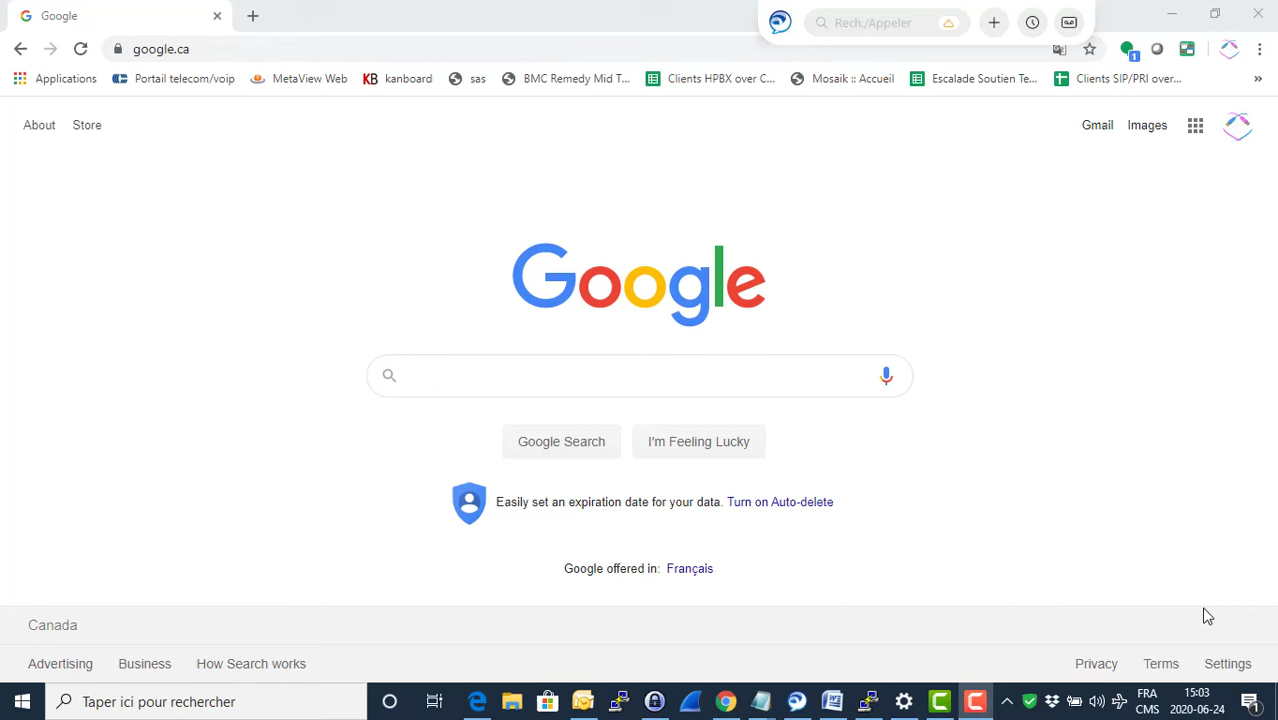 Google
Rech./Appeler
google.ca
1
Applications
Portail telecom/voip
MetaView Web
KB kanboard
sas
BMC Remedy Mid T...
Clients HPBX over C...
Mosaik :: Accueil
Escalade Soutien Te...
Clients SIP/PRI over...
»
About
Store
Gmail
Images
Google
Google Search
I'm Feeling Lucky
Easily set an expiration date for your data. Turn on Auto-delete
Google offered in: Français
Canada
Advertising
Business
How Search works
Privacy
Terms
Settings
Taper ici pour rechercher
FRA
CMS
15:03
2020-06-24
1